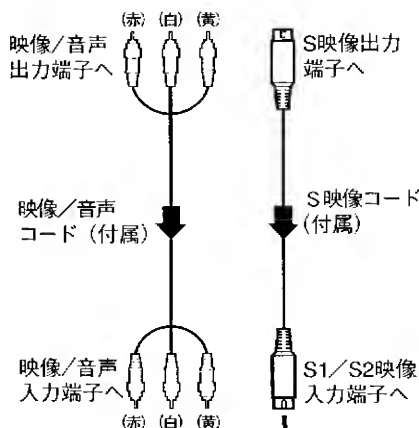 (赤) (白) (黄)
映像／音声
出力端子へ
S映像出力
端子へ
映像／音声
コード（付属）
S映像コード
(付属)
映像／音声
入力端子へ
S1／S2映像
入力端子へ
(赤) (白) (黄)